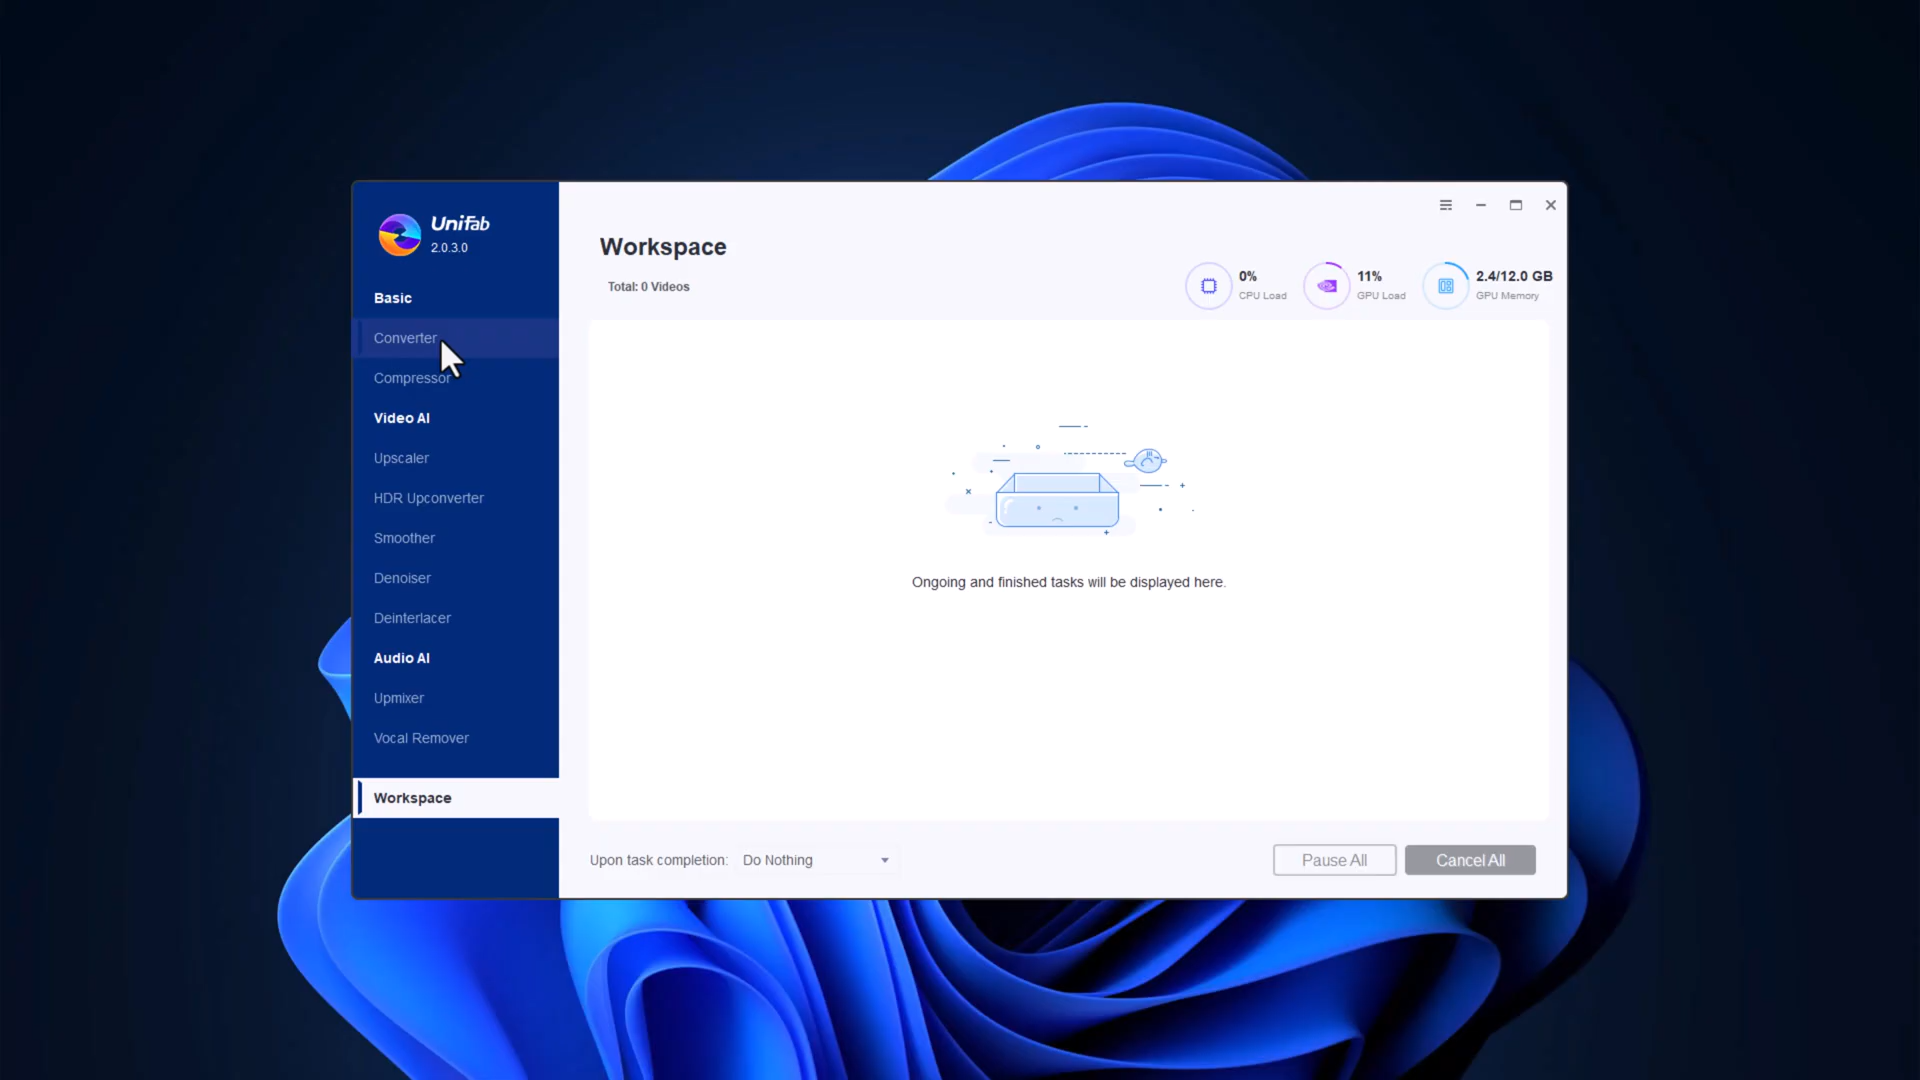 UniFab
2.0.3.0
Basic
Converter
Compressor
Video AI
Upscaler
HDR Upconverter
Smoother
Denoiser
Deinterlacer
Audio AI
Upmixer
Vocal Remover
Workspace
Workspace
Total: 0 Videos
0%
CPU Load
11%
GPU Load
2.4/12.0 GB
GPU Memory
Ongoing and finished tasks will be displayed here.
Upon task completion: Do Nothing
Pause All
Cancel All